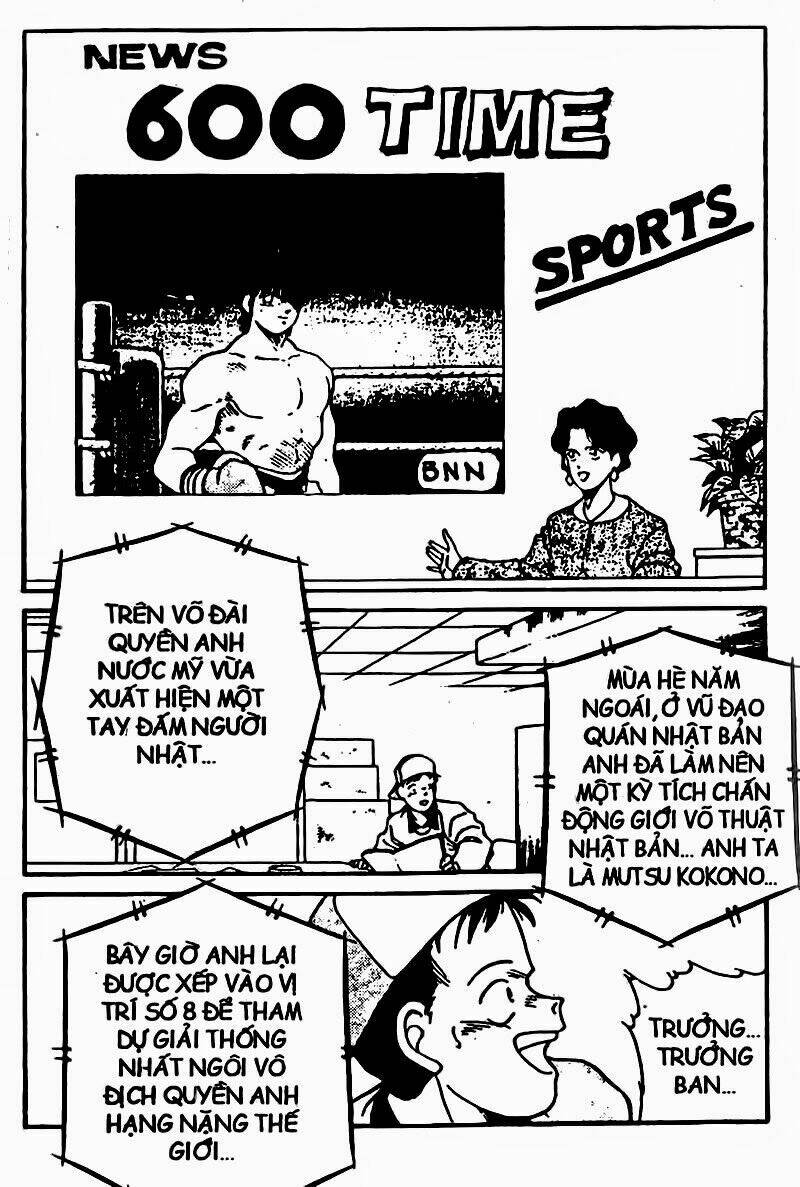 NEWS
600 TIME
SPORTS
BNN
TRÊN VÕ ĐÀI
QUYỀN ANH
NƯỚC MỸ VỪA
XUẤT HIỆN MỘT
TAY ĐẤM NGƯỜI
NHẬT...
MÙA HÈ NĂM
NGOÁI, Ở VŨ ĐẠO
QUÁN NHẬT BẢN
ANH ĐÃ LÀM NÊN
MỘT KỲ TÍCH CHẤN
ĐỘNG GIỚI VÕ THUẬT
NHẬT BẢN... ANH TA
LÀ MUTSU KOKONO...
BÂY GIỜ ANH LẠI
ĐƯỢC XẾP VÀO VỊ
TRÍ SỐ 8 ĐỂ THAM
DỰ GIẢI THỐNG
NHẤT NGÔI VÔ
ĐỊCH QUYỀN ANH
HẠNG NẶNG THẾ
GIỚI...
TRƯỞNG...
TRƯỞNG
BAN...